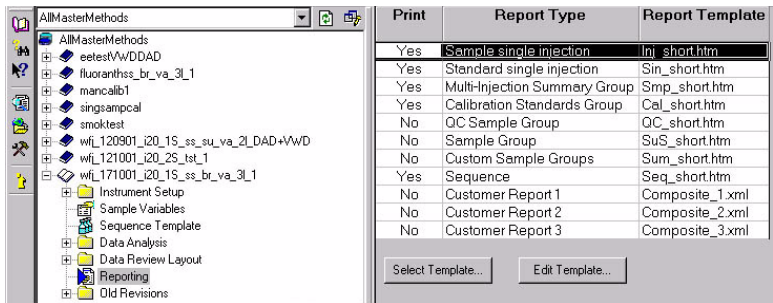 AllMasterMethods
AllMasterMethods
eetestVWDDAD
fluoranthss_br_va_3l_1
mancalib1
singsampcal
smoktest
wfj_120901_i20_1S_ss_su_va_2l_DAD+VWD
wfj_121001_i20_2S_tst_1
wfj_171001_i20_1S_ss_br_va_3l_1
Instrument Setup
Sample Variables
Sequence Template
Data Analysis
Data Review Layout
Reporting
Old Revisions
Print Report Type Report Template
Yes Sample single injection Inj_short.htm
Yes Standard single injection Sin_short.htm
Yes Multi-Injection Summary Group Smp_short.htm
Yes Calibration Standards Group Cal_short.htm
No QC Sample Group QC_short.htm
No Sample Group SuS_short.htm
No Custom Sample Groups Sum_short.htm
Yes Sequence Seq_short.htm
No Customer Report 1 Composite_1.xml
No Customer Report 2 Composite_2.xml
No Customer Report 3 Composite_3.xml
Select Template... Edit Template...